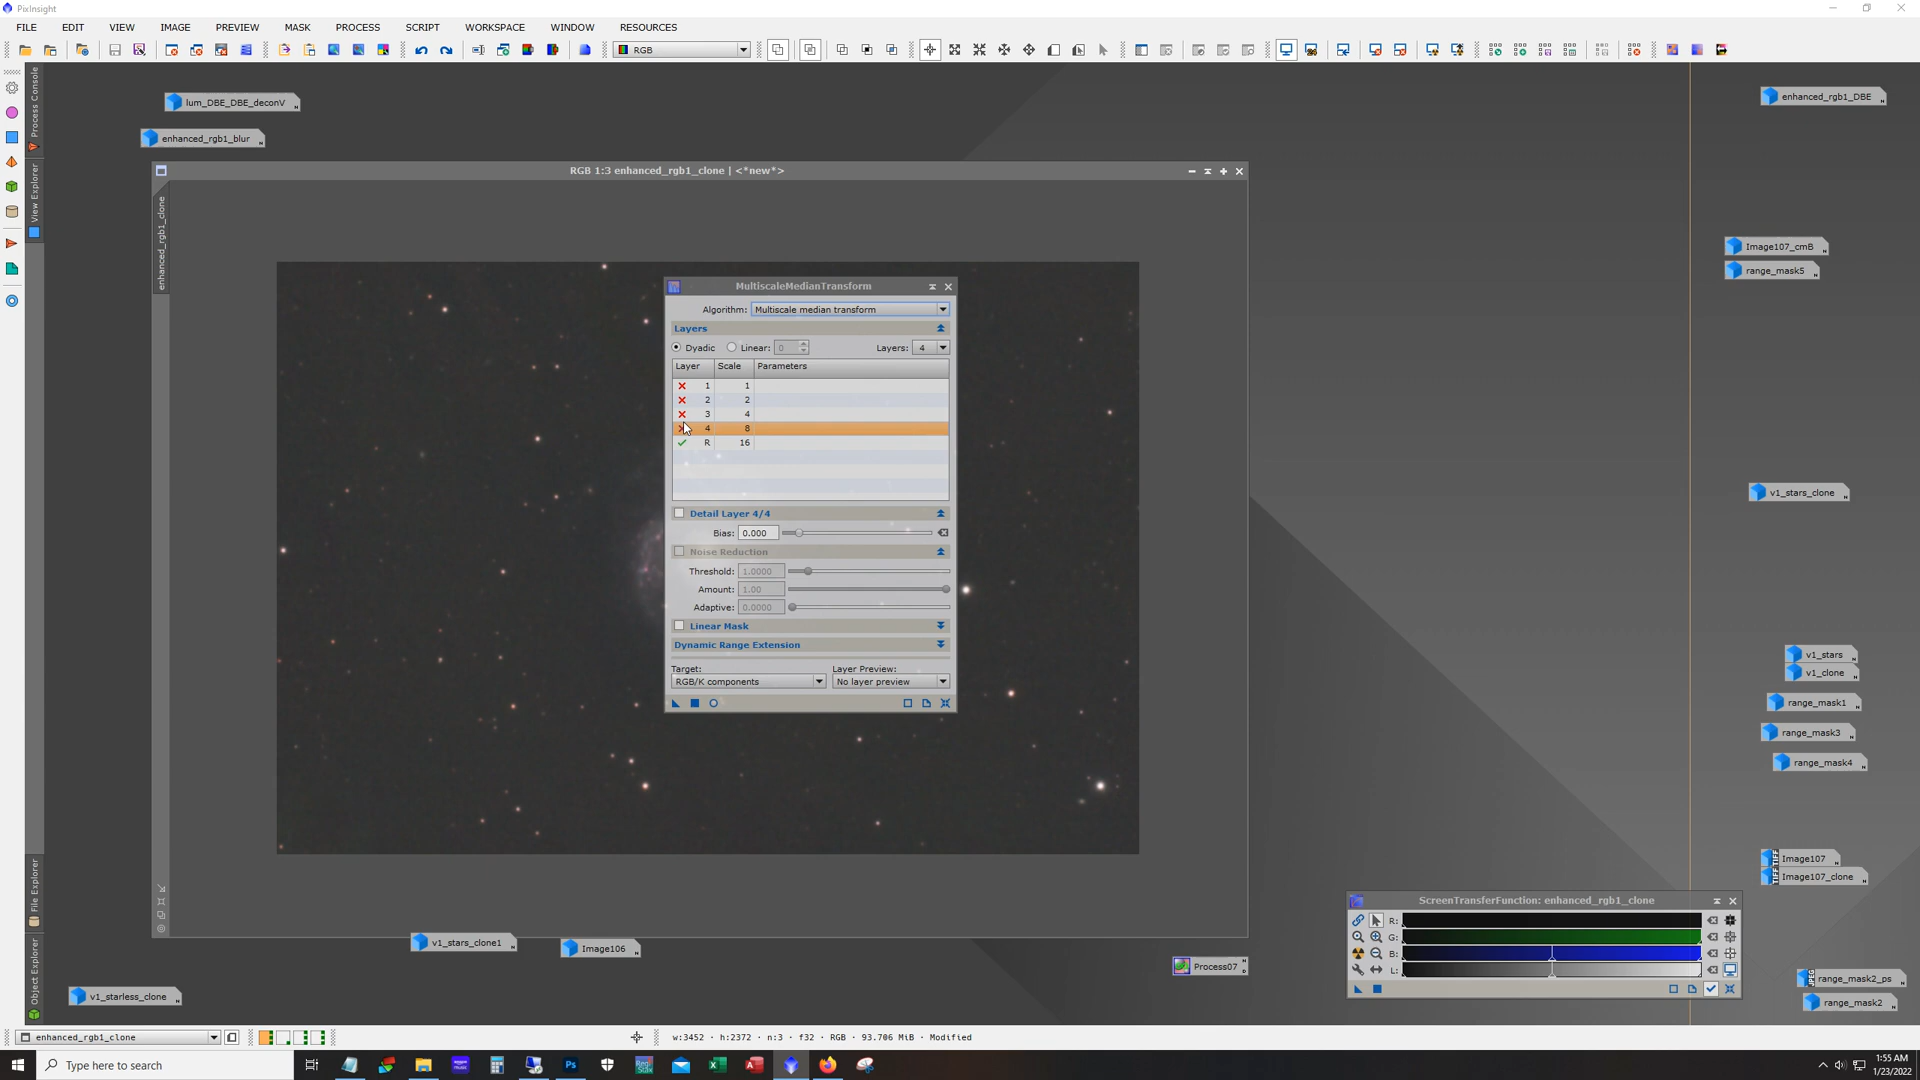 PixInsight
FILE EDIT VIEW IMAGE PREVIEW MASK PROCESS SCRIPT WORKSPACE WINDOW RESOURCES
RGB
Process Console
View Explorer
File Explorer
Object Explorer
lum_DBE_DBE_deconV
enhanced_rgb1_blur
enhanced_rgb1_DBE
RGB 1:3 enhanced_rgb1_clone | <*new*>
enhanced_rgb1_clone
Image107_cmB
range_mask5
MultiscaleMedianTransform
Algorithm: Multiscale median transform
Layers
Dyadic Linear: 0 Layers: 4
Layer Scale Parameters
1 1
2 2
3 4
4 8
R 16
Detail Layer 4/4
Bias: 0.000
Noise Reduction
Threshold: 1.0000
Amount: 1.00
Adaptive: 0.0000
Linear Mask
Dynamic Range Extension
Target: Layer Preview:
RGB/K components No layer preview
v1_stars_clone
v1_stars
v1_clone
range_mask1
range_mask3
range_mask4
TIFF Image107
TIFF Image107_clone
ScreenTransferFunction: enhanced_rgb1_clone
R:
G:
B:
L:
v1_stars_clone1
Image106
Process07
v1_starless_clone
JPEG range_mask2_ps
range_mask2
enhanced_rgb1_clone
w:3452 · h:2372 · n:3 · f32 · RGB · 93.706 MiB · Modified
Type here to search
Ps
1:55 AM
1/23/2022